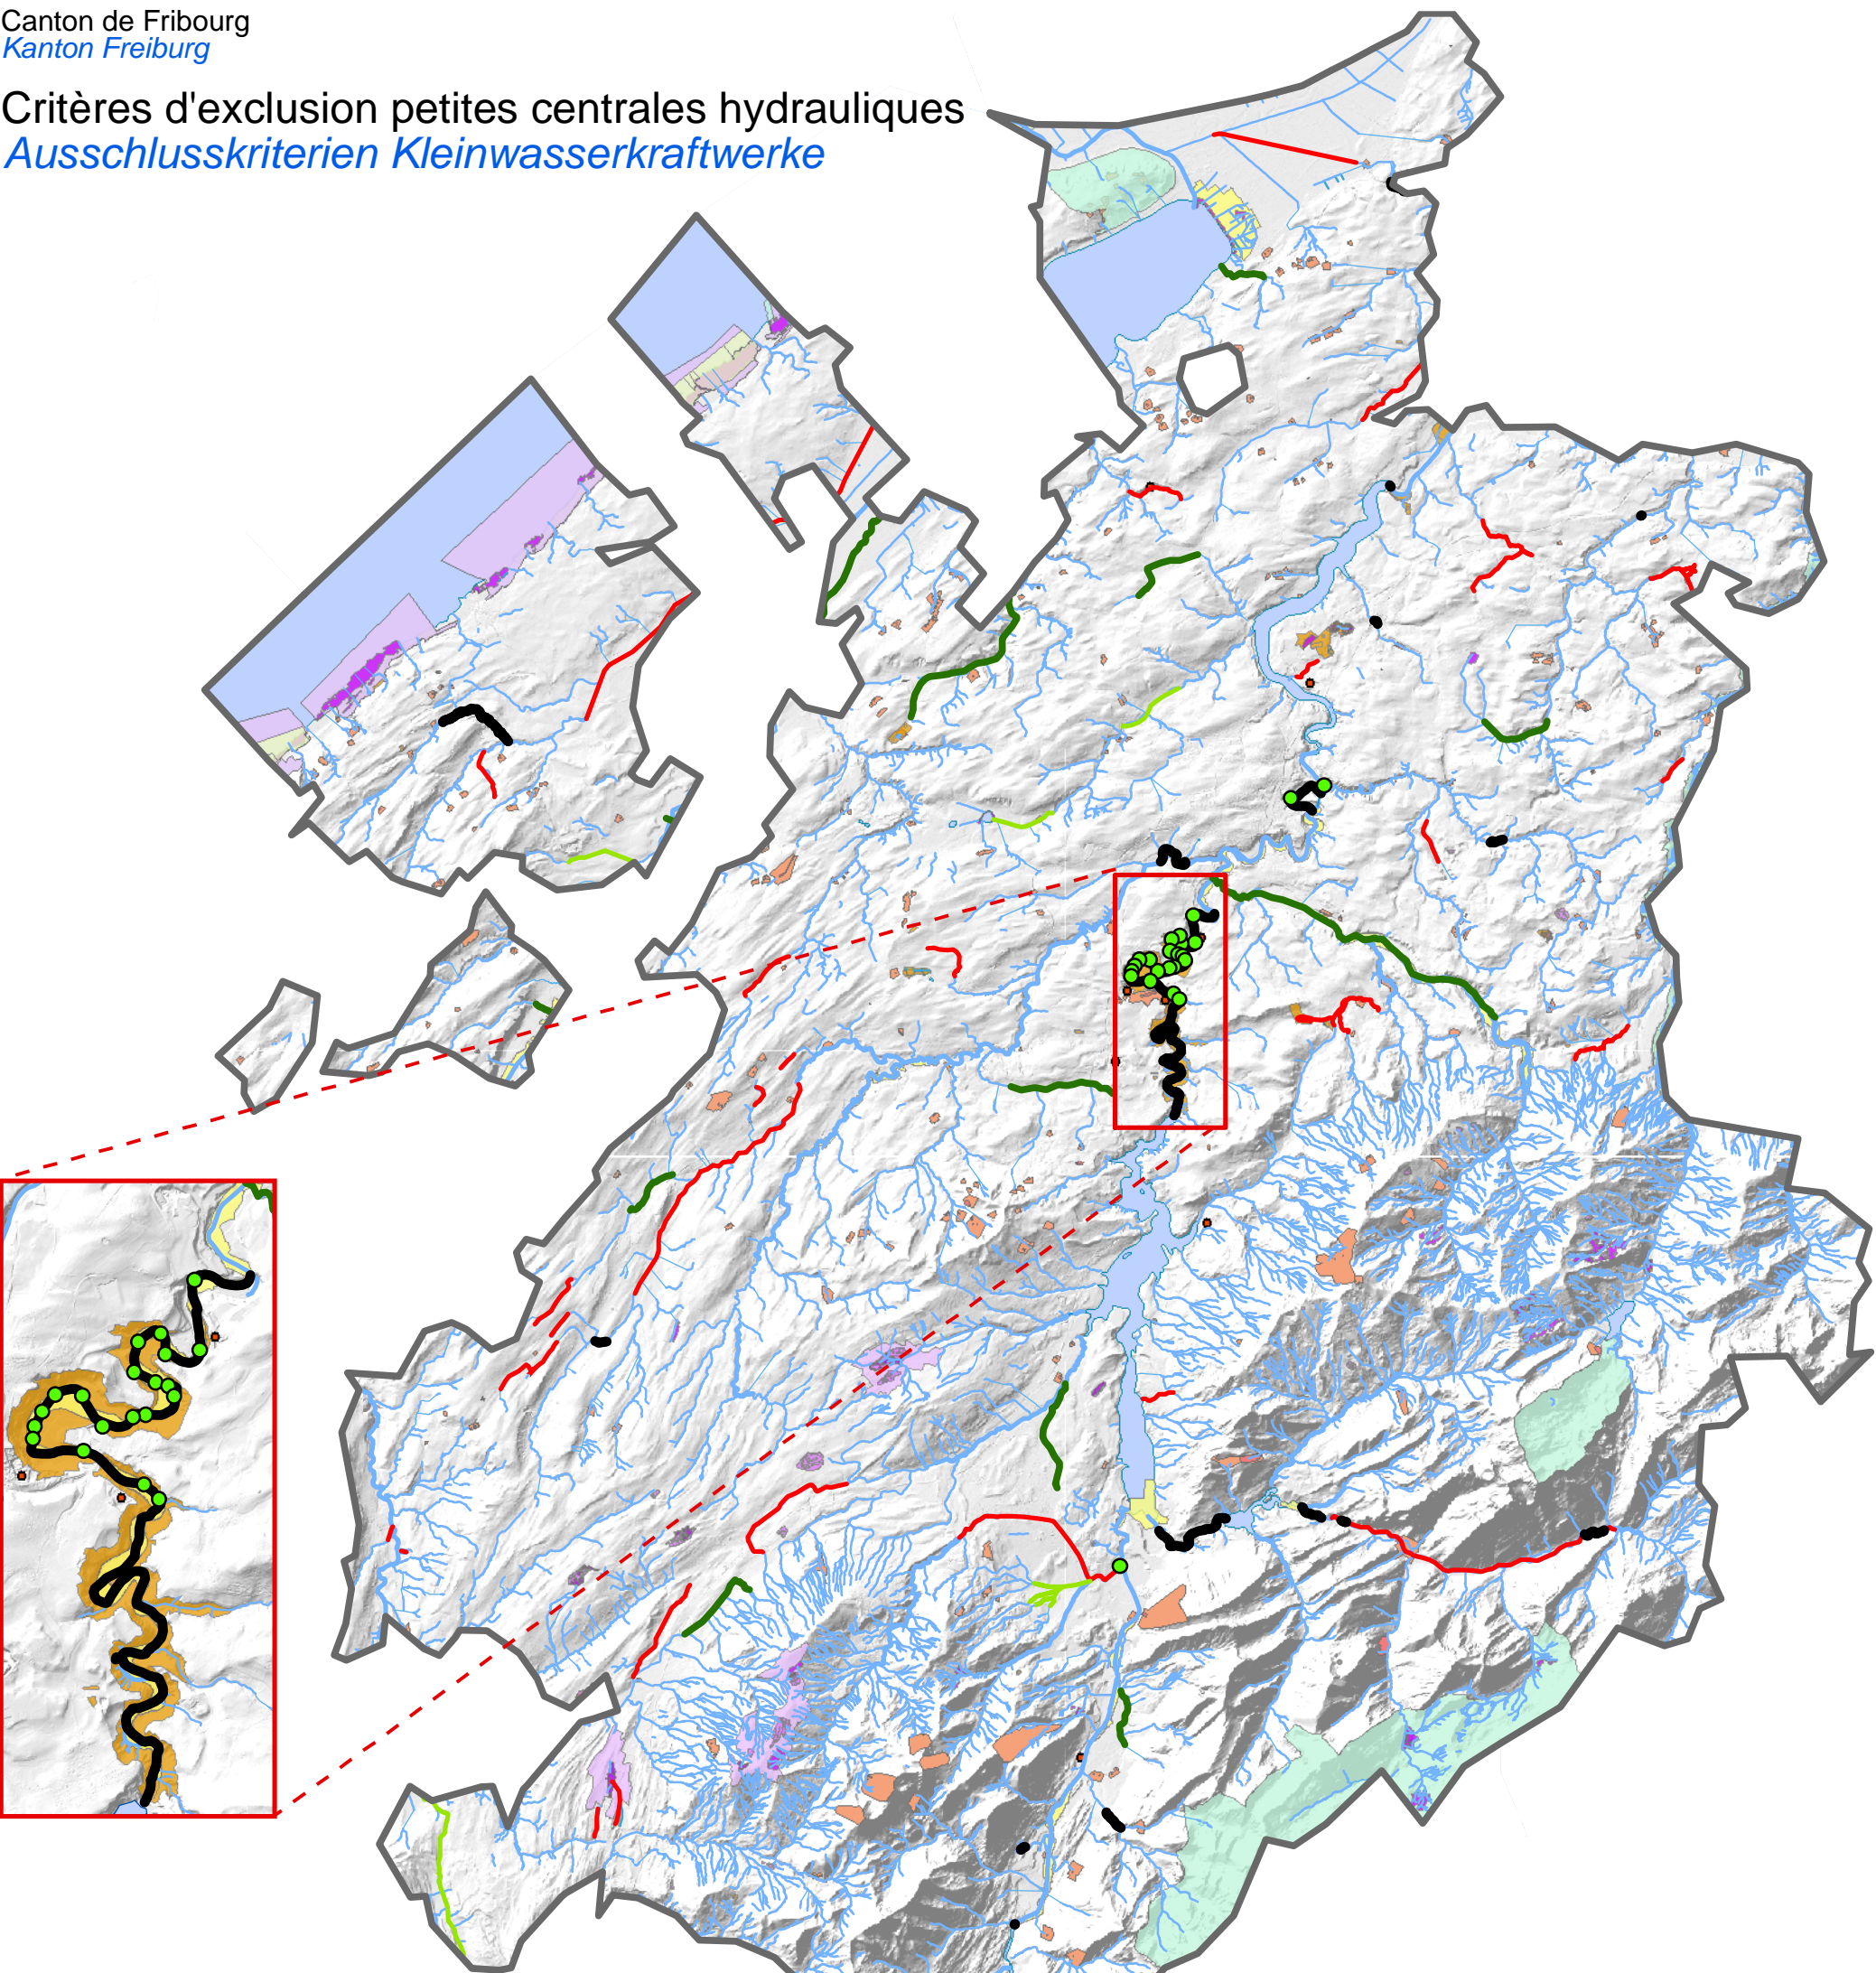 Canton de Fribourg
Kanton Freiburg
Critères d'exclusion petites centrales hydrauliques
Ausschlusskriterien Kleinwasserkraftwerke